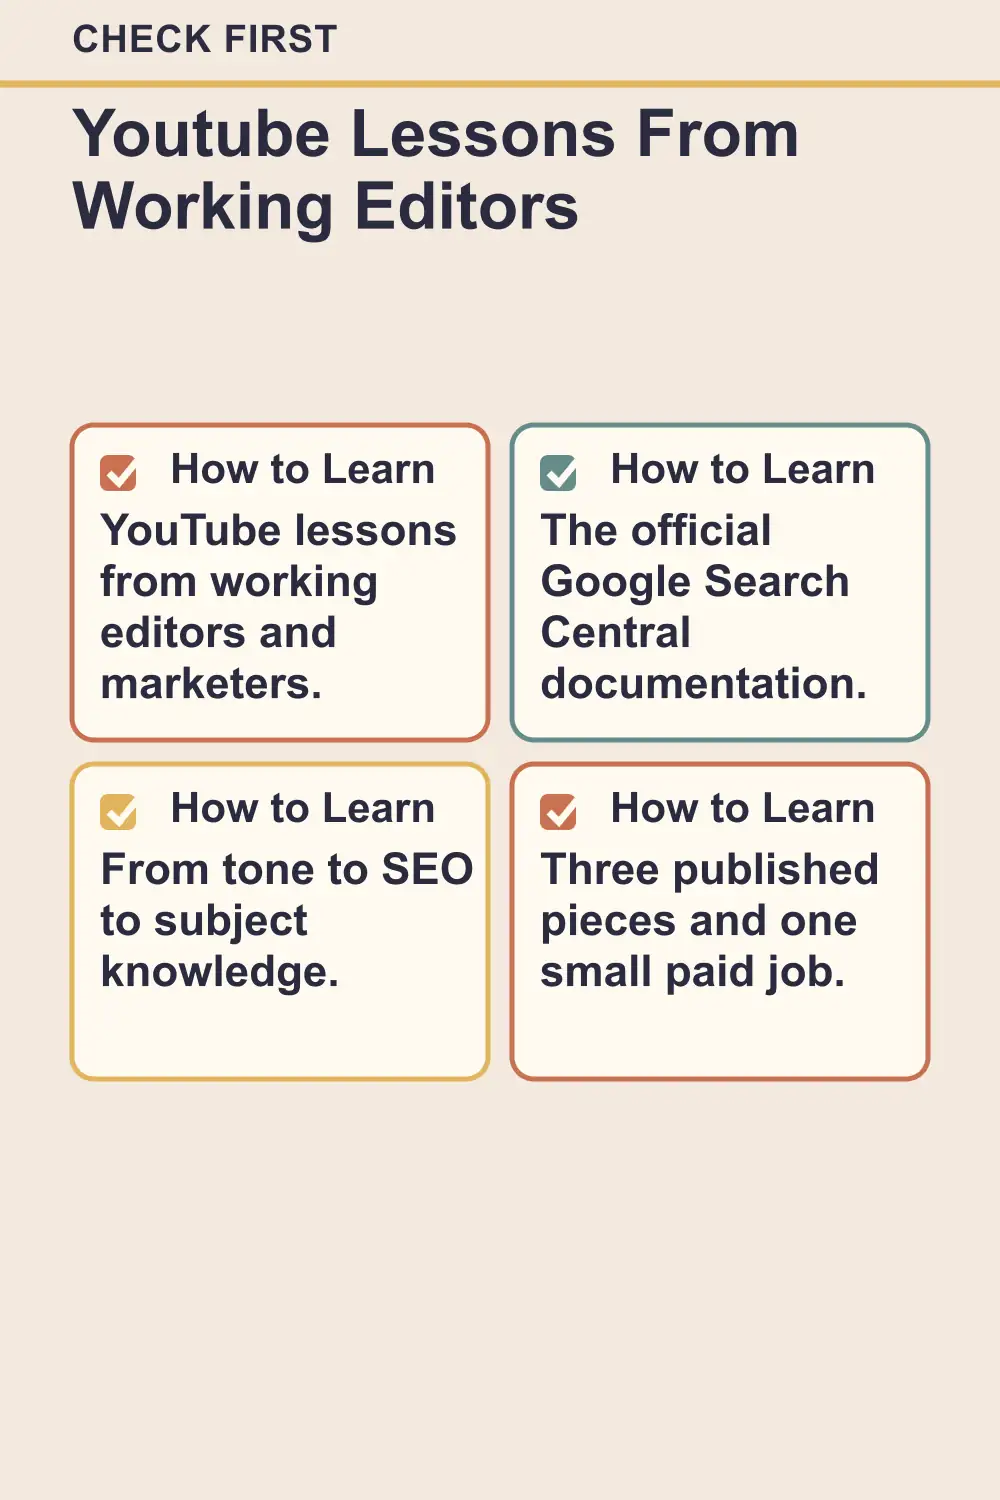 CHECK FIRST
Youtube Lessons From
Working Editors
How to Learn
YouTube lessons
from working
editors and
marketers.
How to Learn
The official
Google Search
Central
documentation.
How to Learn
From tone to SEO
to subject
knowledge.
How to Learn
Three published
pieces and one
small paid job.